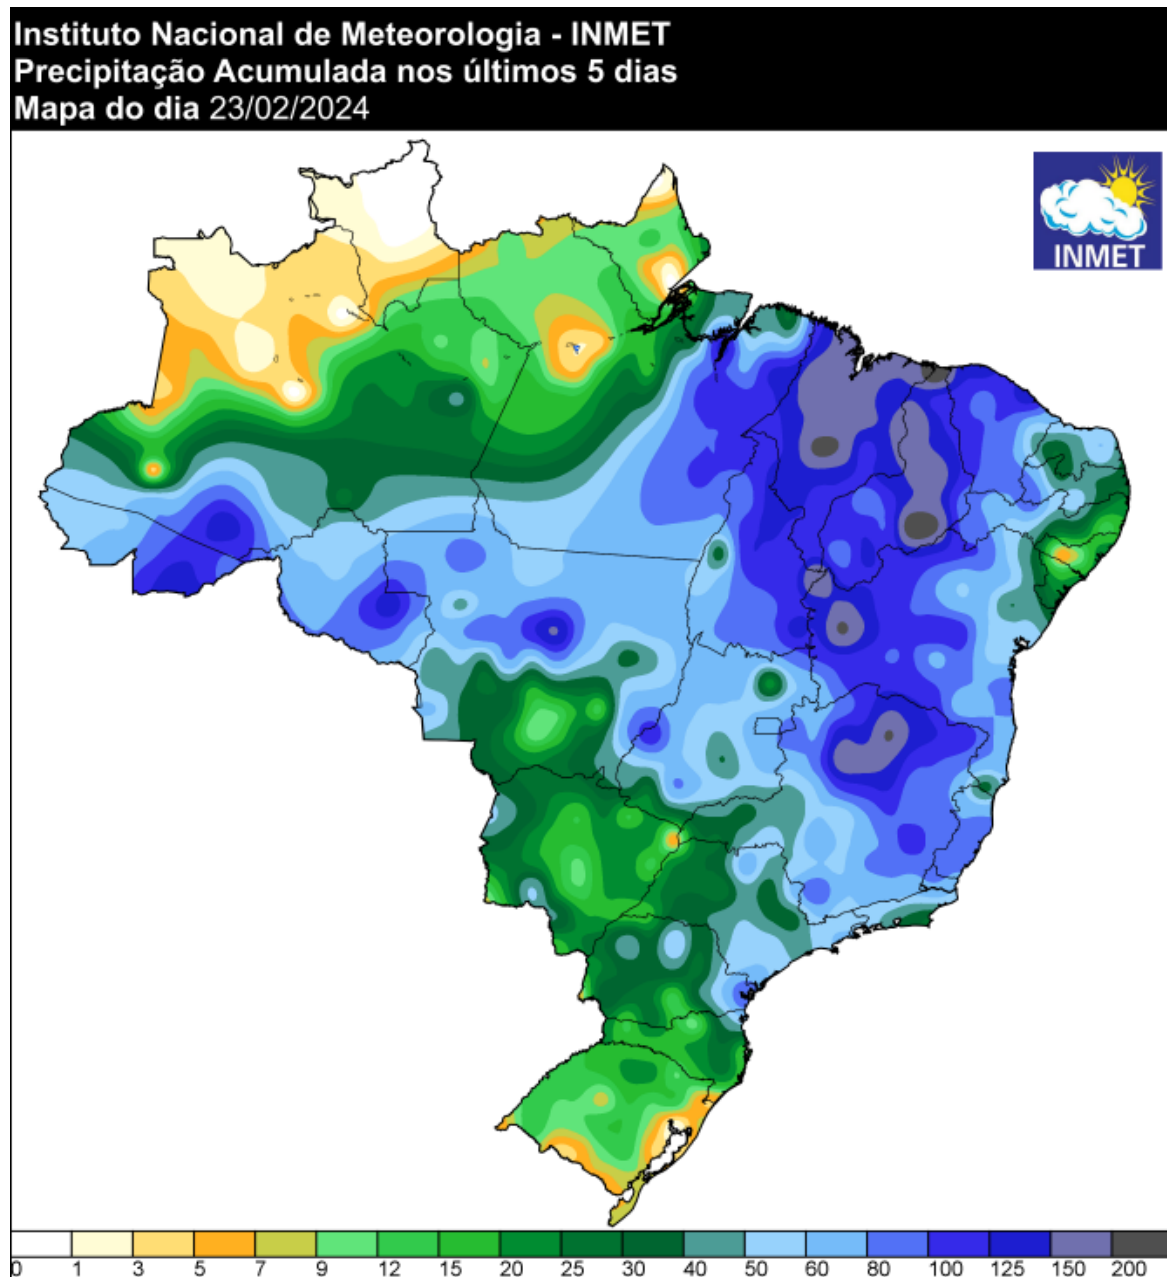 Instituto Nacional de Meteorologia - INMET
Precipitação Acumulada nos últimos 5 dias
Mapa do dia 23/02/2024
INMET
0 1 3 5 7 9 12 15 20 25 30 40 50 60 80 100 125 150 200